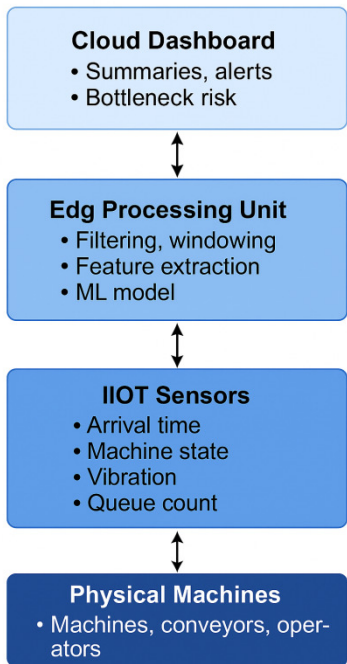 Cloud Dashboard
• Summaries, alerts
• Bottleneck risk
Edg Processing Unit
• Filtering, windowing
• Feature extraction
• ML model
IIOT Sensors
• Arrival time
• Machine state
• Vibration
• Queue count
Physical Machines
• Machines, conveyors, oper-
ators